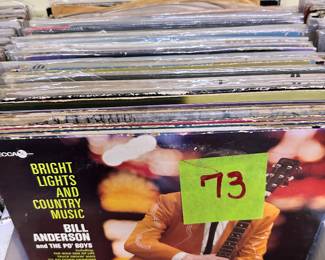 DECCA
BRIGHT
LIGHTS
AND
COUNTRY
MUSIC
BILL
ANDERSON
and THE PO' BOYS
73